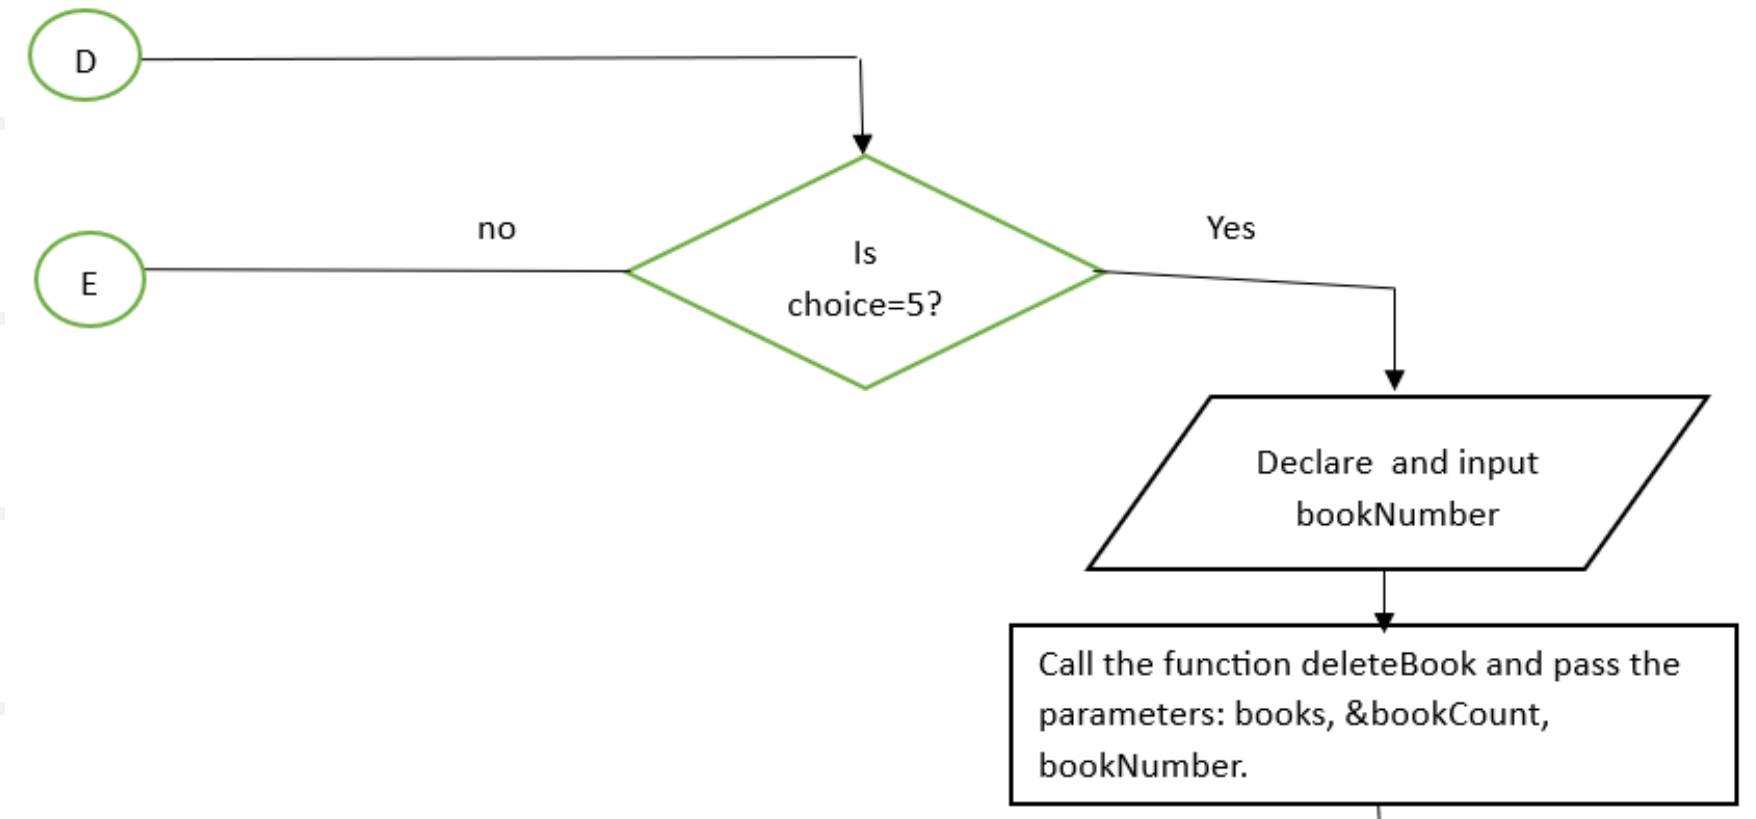 D
no
Yes
E
Is
choice=5?
Declare  and input
bookNumber
Call the function deleteBook and pass the
parameters: books, &bookCount,
bookNumber.